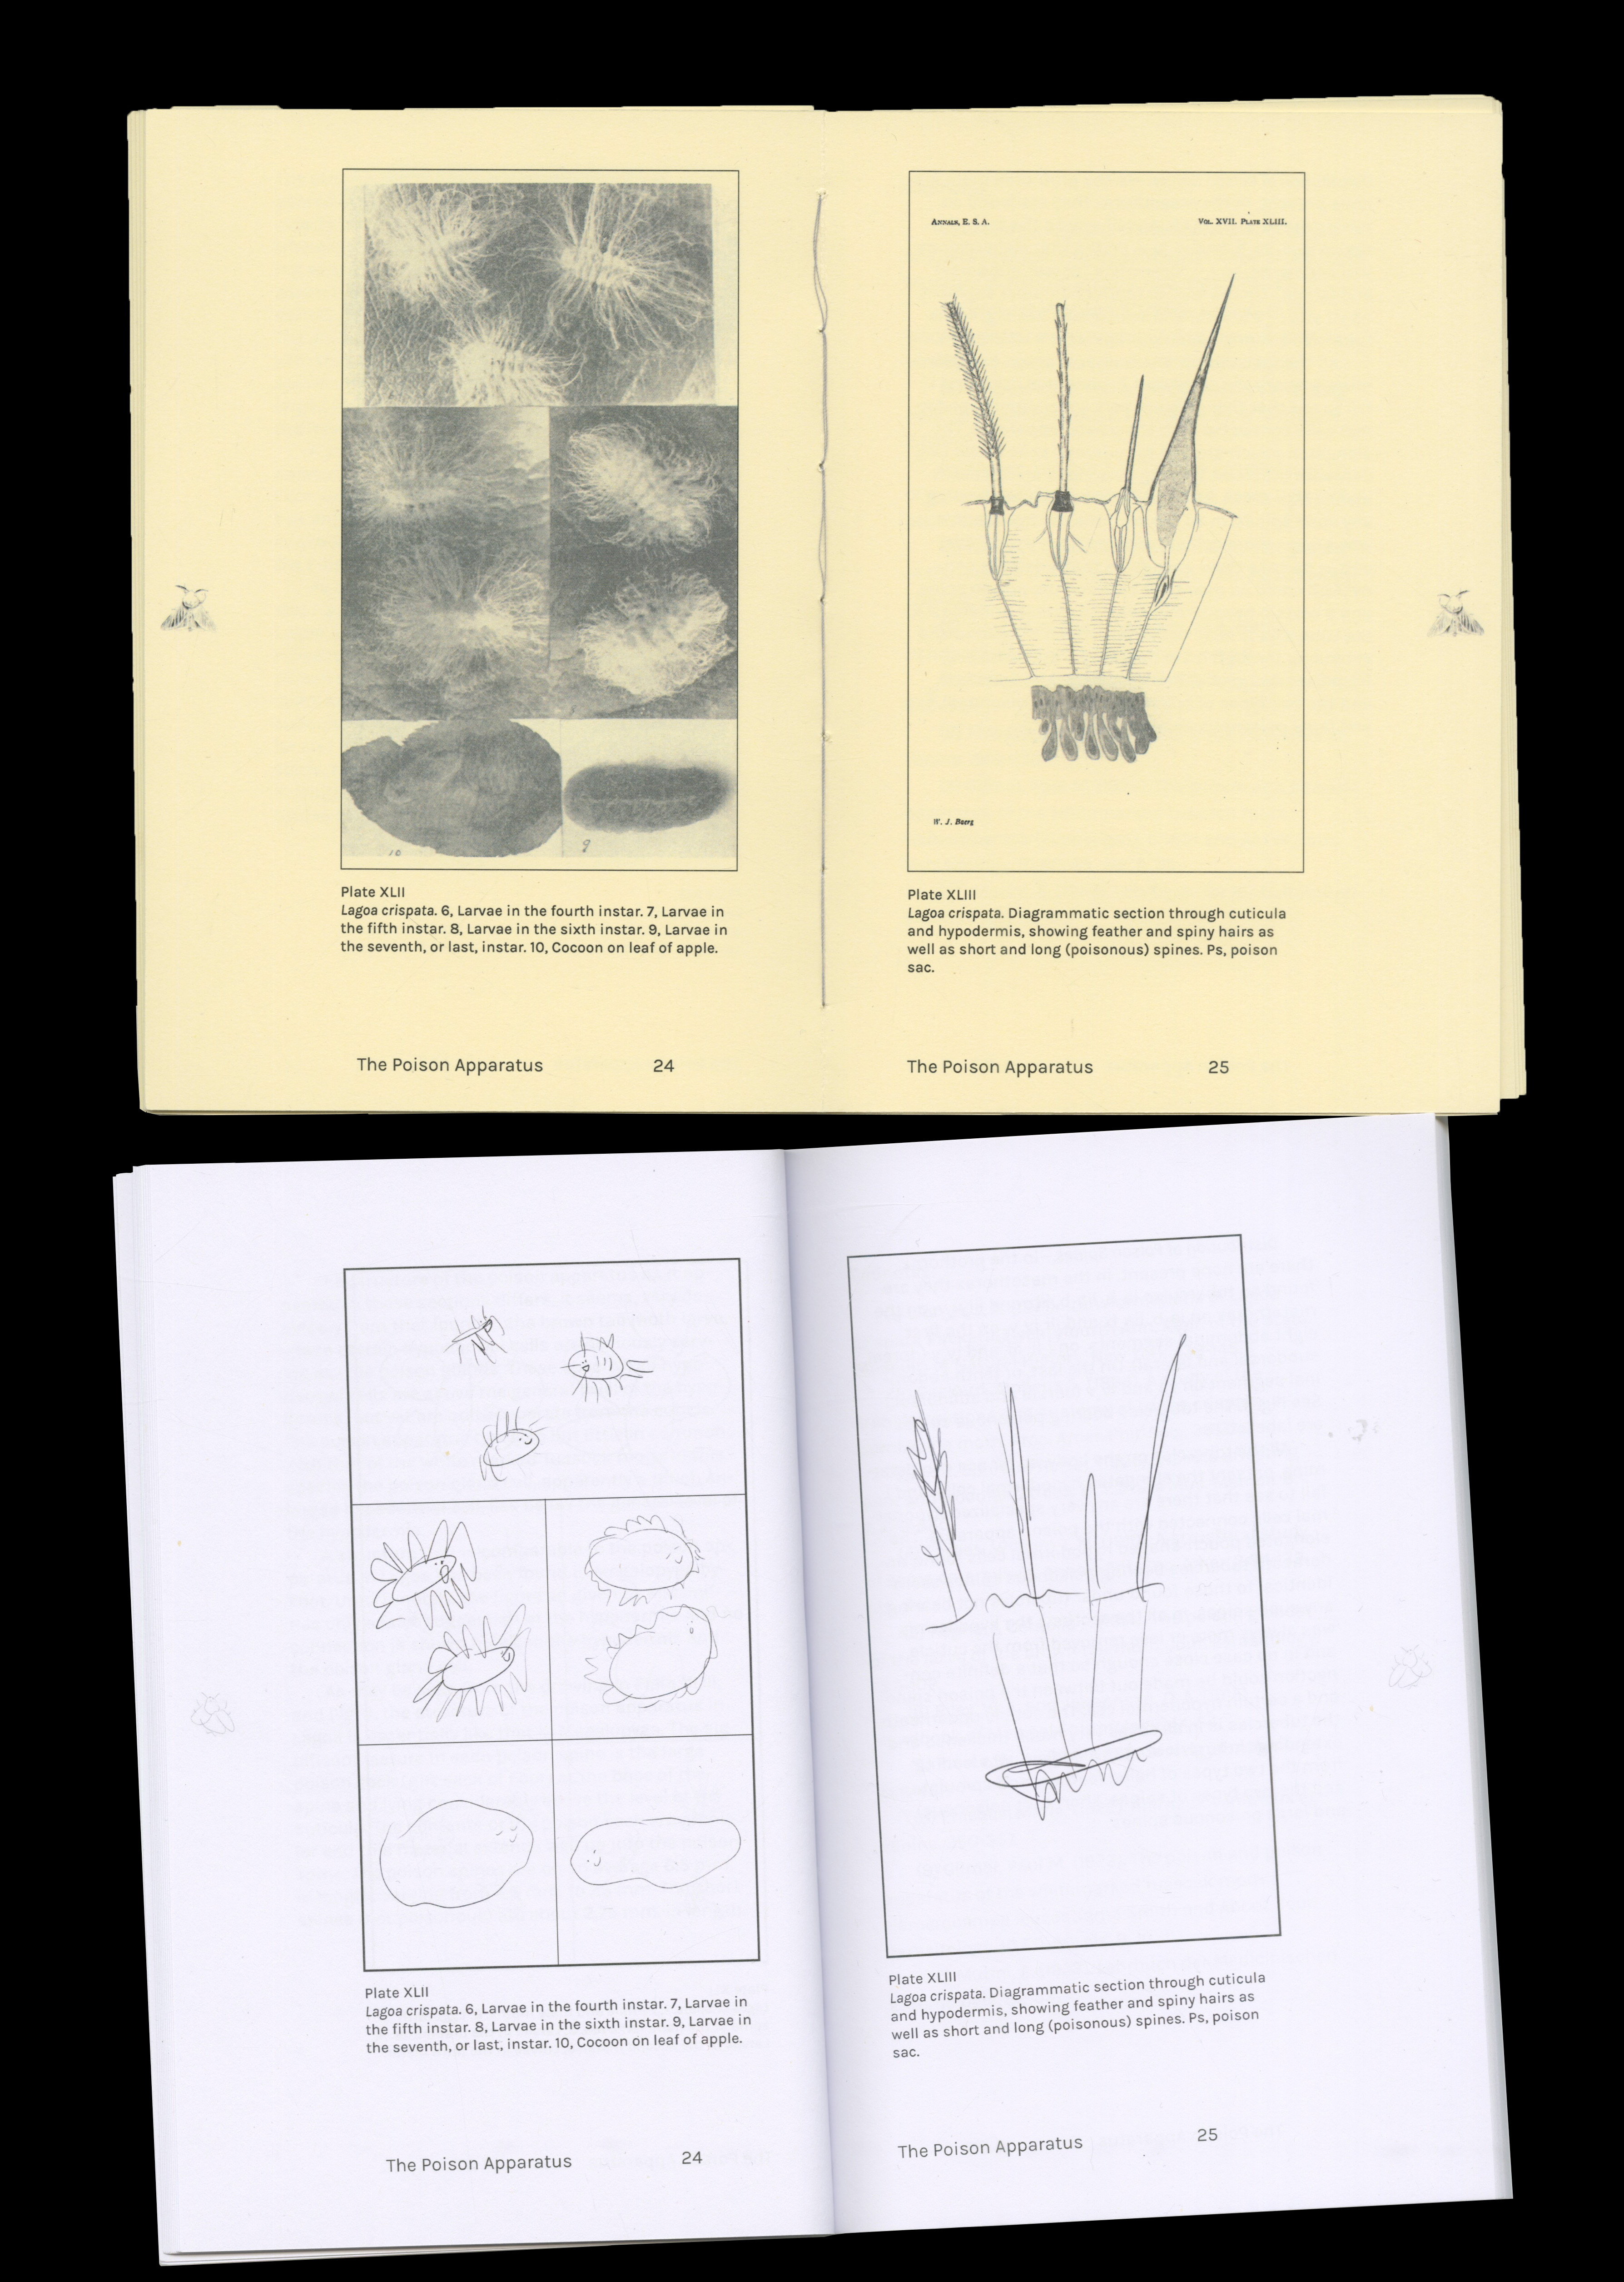 10
9
Plate XLII
Lagoa crispata. 6, Larvae in the fourth instar. 7, Larvae in
the fifth instar. 8, Larvae in the sixth instar. 9, Larvae in
the seventh, or last, instar. 10, Cocoon on leaf of apple.
The Poison Apparatus 24
ANNALS, E. S. A. VOL. XVII. PLATE XLIII.
W. J. Baerg
Plate XLIII
Lagoa crispata. Diagrammatic section through cuticula
and hypodermis, showing feather and spiny hairs as
well as short and long (poisonous) spines. Ps, poison
sac.
The Poison Apparatus 25
Plate XLII
Lagoa crispata. 6, Larvae in the fourth instar. 7, Larvae in
the fifth instar. 8, Larvae in the sixth instar. 9, Larvae in
the seventh, or last, instar. 10, Cocoon on leaf of apple.
The Poison Apparatus 24
Plate XLIII
Lagoa crispata. Diagrammatic section through cuticula
and hypodermis, showing feather and spiny hairs as
well as short and long (poisonous) spines. Ps, poison
sac.
The Poison Apparatus 25